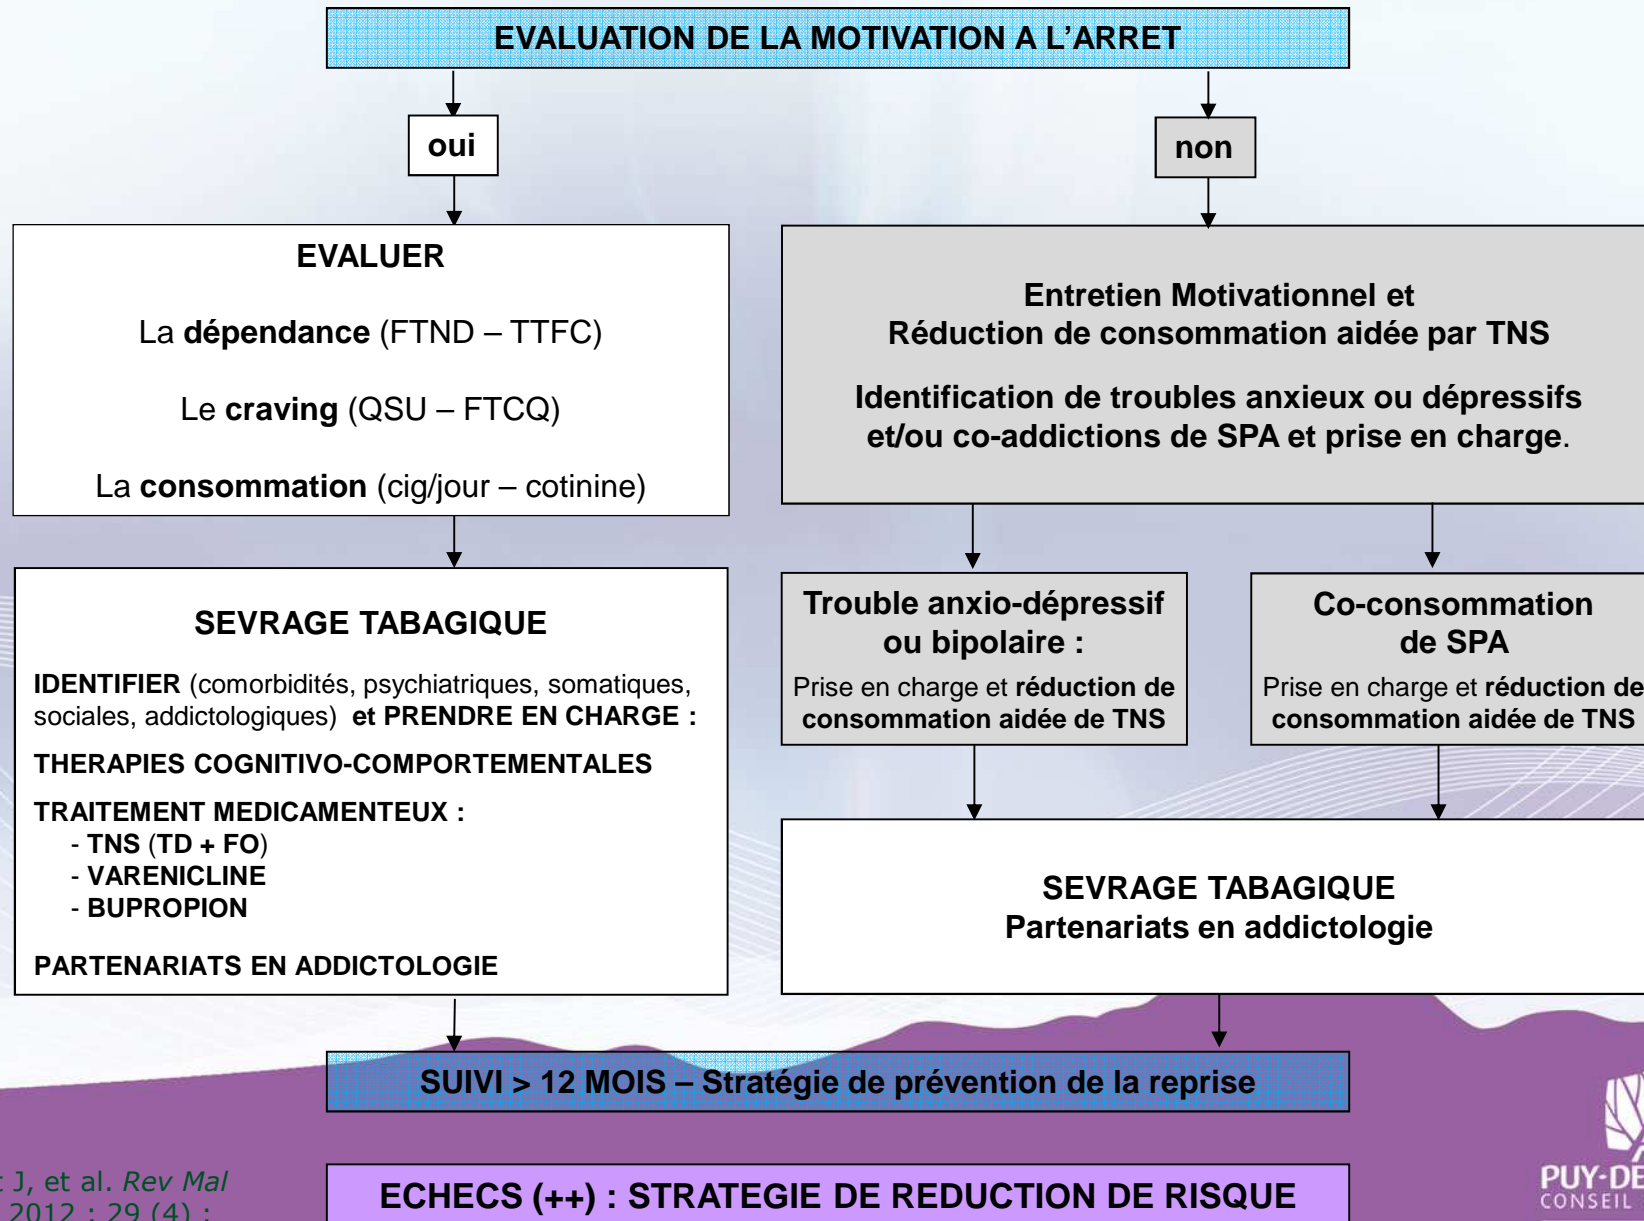 EVALUATION DE LA MOTIVATION A L’ARRET
oui
non
EVALUER
La dépendance (FTND – TTFC)
Le craving (QSU – FTCQ)
La consommation (cig/jour – cotinine)
Entretien Motivationnel et
Réduction de consommation aidée par TNS
Identification de troubles anxieux ou dépressifs
et/ou co-addictions de SPA et prise en charge.
SEVRAGE TABAGIQUE
IDENTIFIER (comorbidités, psychiatriques, somatiques,
sociales, addictologiques) et PRENDRE EN CHARGE :
THERAPIES COGNITIVO-COMPORTEMENTALES
TRAITEMENT MEDICAMENTEUX :
- TNS (TD + FO)
- VARENICLINE
- BUPROPION
PARTENARIATS EN ADDICTOLOGIE
Trouble anxio-dépressif
ou bipolaire :
Prise en charge et réduction de
consommation aidée de TNS
Co-consommation
de SPA
Prise en charge et réduction de
consommation aidée de TNS
SEVRAGE TABAGIQUE
Partenariats en addictologie
SUIVI > 12 MOIS – Stratégie de prévention de la reprise
ECHECS (++) : STRATEGIE DE REDUCTION DE RISQUE
J, et al. Rev Mal
2012 ; 29 (4) :
PUY-DE
CONSEIL